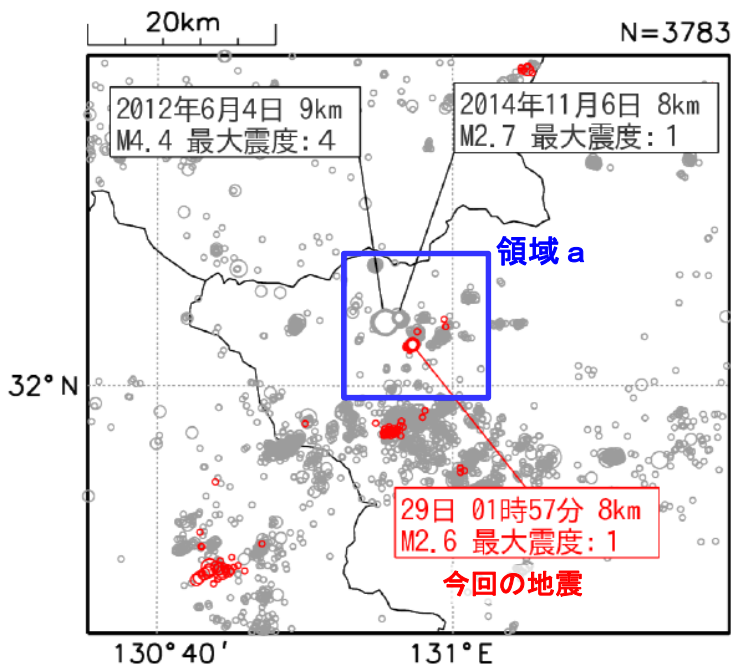 20km
N=3783
2012年6月4日 9km
M4.4 最大震度:4
2014年11月6日 8km
M2.7 最大震度:1
領域a
32°N
29日 01時57分 8km
M2.6 最大震度:1
今回の地震
130°40′
131°E